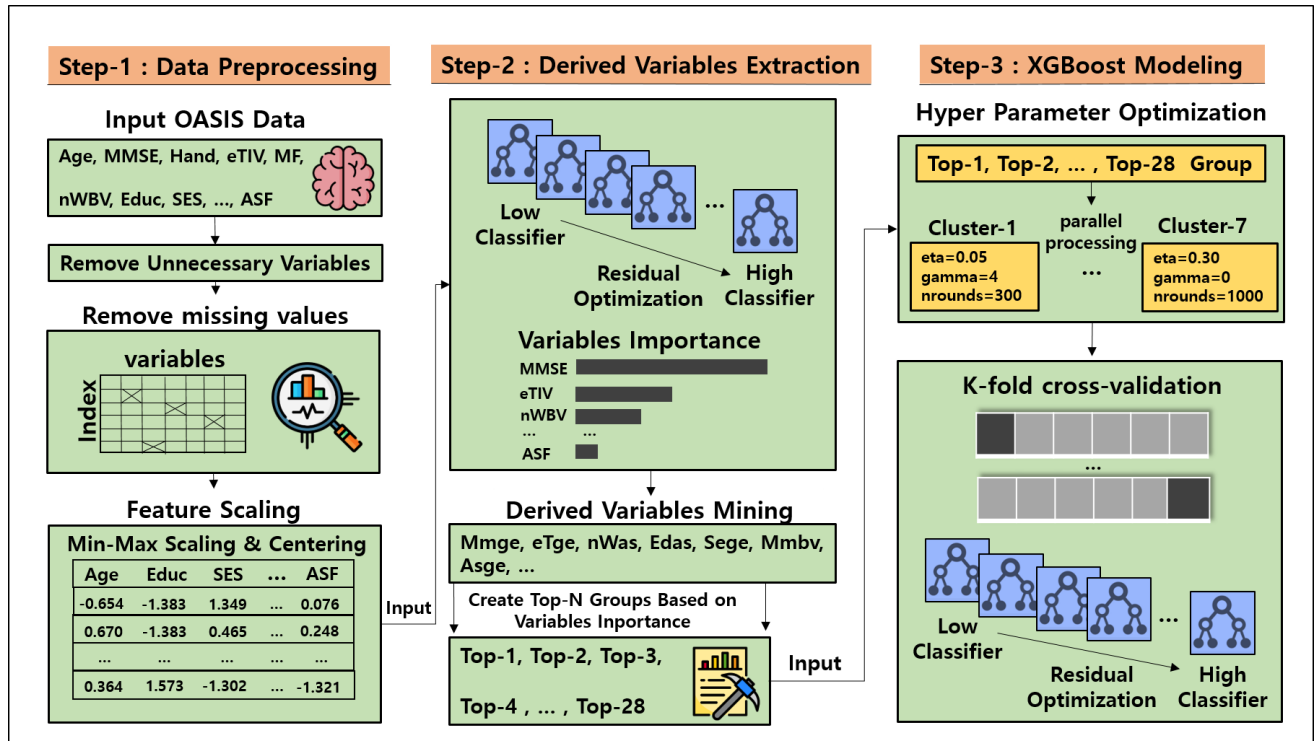 Step-1 : Data Preprocessing
Input OASIS Data
Age, MMSE, Hand, eTIV, MF,
nWBV, Educ, SES, ..., ASF
Remove Unnecessary Variables
Remove missing values
variables
Index
Feature Scaling
Min-Max Scaling & Centering
Age Educ SES ... ASF
-0.654 -1.383 1.349 ... 0.076
0.670 -1.383 0.465 ... 0.248
... ... ... ... ...
0.364 1.573 -1.302 ... -1.321
Input
Step-2 : Derived Variables Extraction
...
Low
Classifier
Residual
Optimization
High
Classifier
Variables Importance
MMSE
eTIV
nWBV
... ...
ASF
Derived Variables Mining
Mmge, eTge, nWas, Edas, Sege, Mmbv,
Asge, ...
Create Top-N Groups Based on
Variables Inportance
Top-1, Top-2, Top-3,
Top-4 , ... , Top-28
Input
Step-3 : XGBoost Modeling
Hyper Parameter Optimization
Top-1, Top-2, ... , Top-28 Group
parallel
processing
Cluster-1
eta=0.05
gamma=4
nrounds=300
...
Cluster-7
eta=0.30
gamma=0
nrounds=1000
K-fold cross-validation
...
...
Low
Classifier
Residual
Optimization
High
Classifier